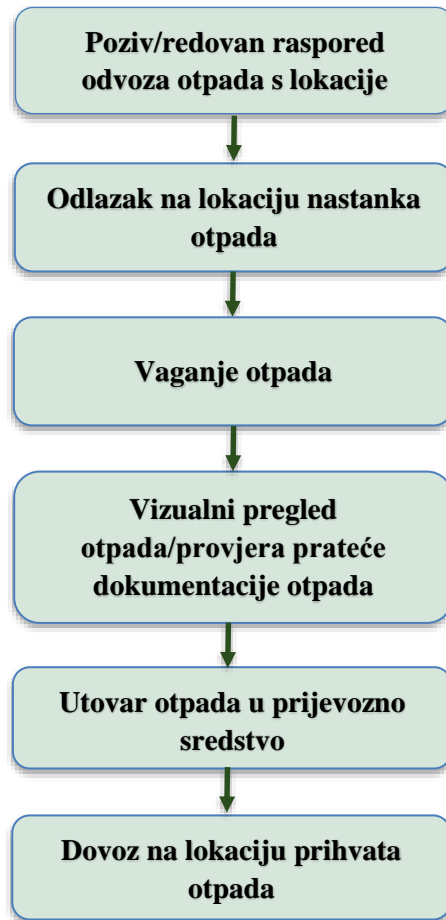 Poziv/redovan raspored
odvoza otpada s lokacije
Odlazak na lokaciju nastanka
otpada
Vaganje otpada
Vizualni pregled
otpada/provjera prateće
dokumentacije otpada
Utovar otpada u prijevozno
sredstvo
Dovoz na lokaciju prihvata
otpada